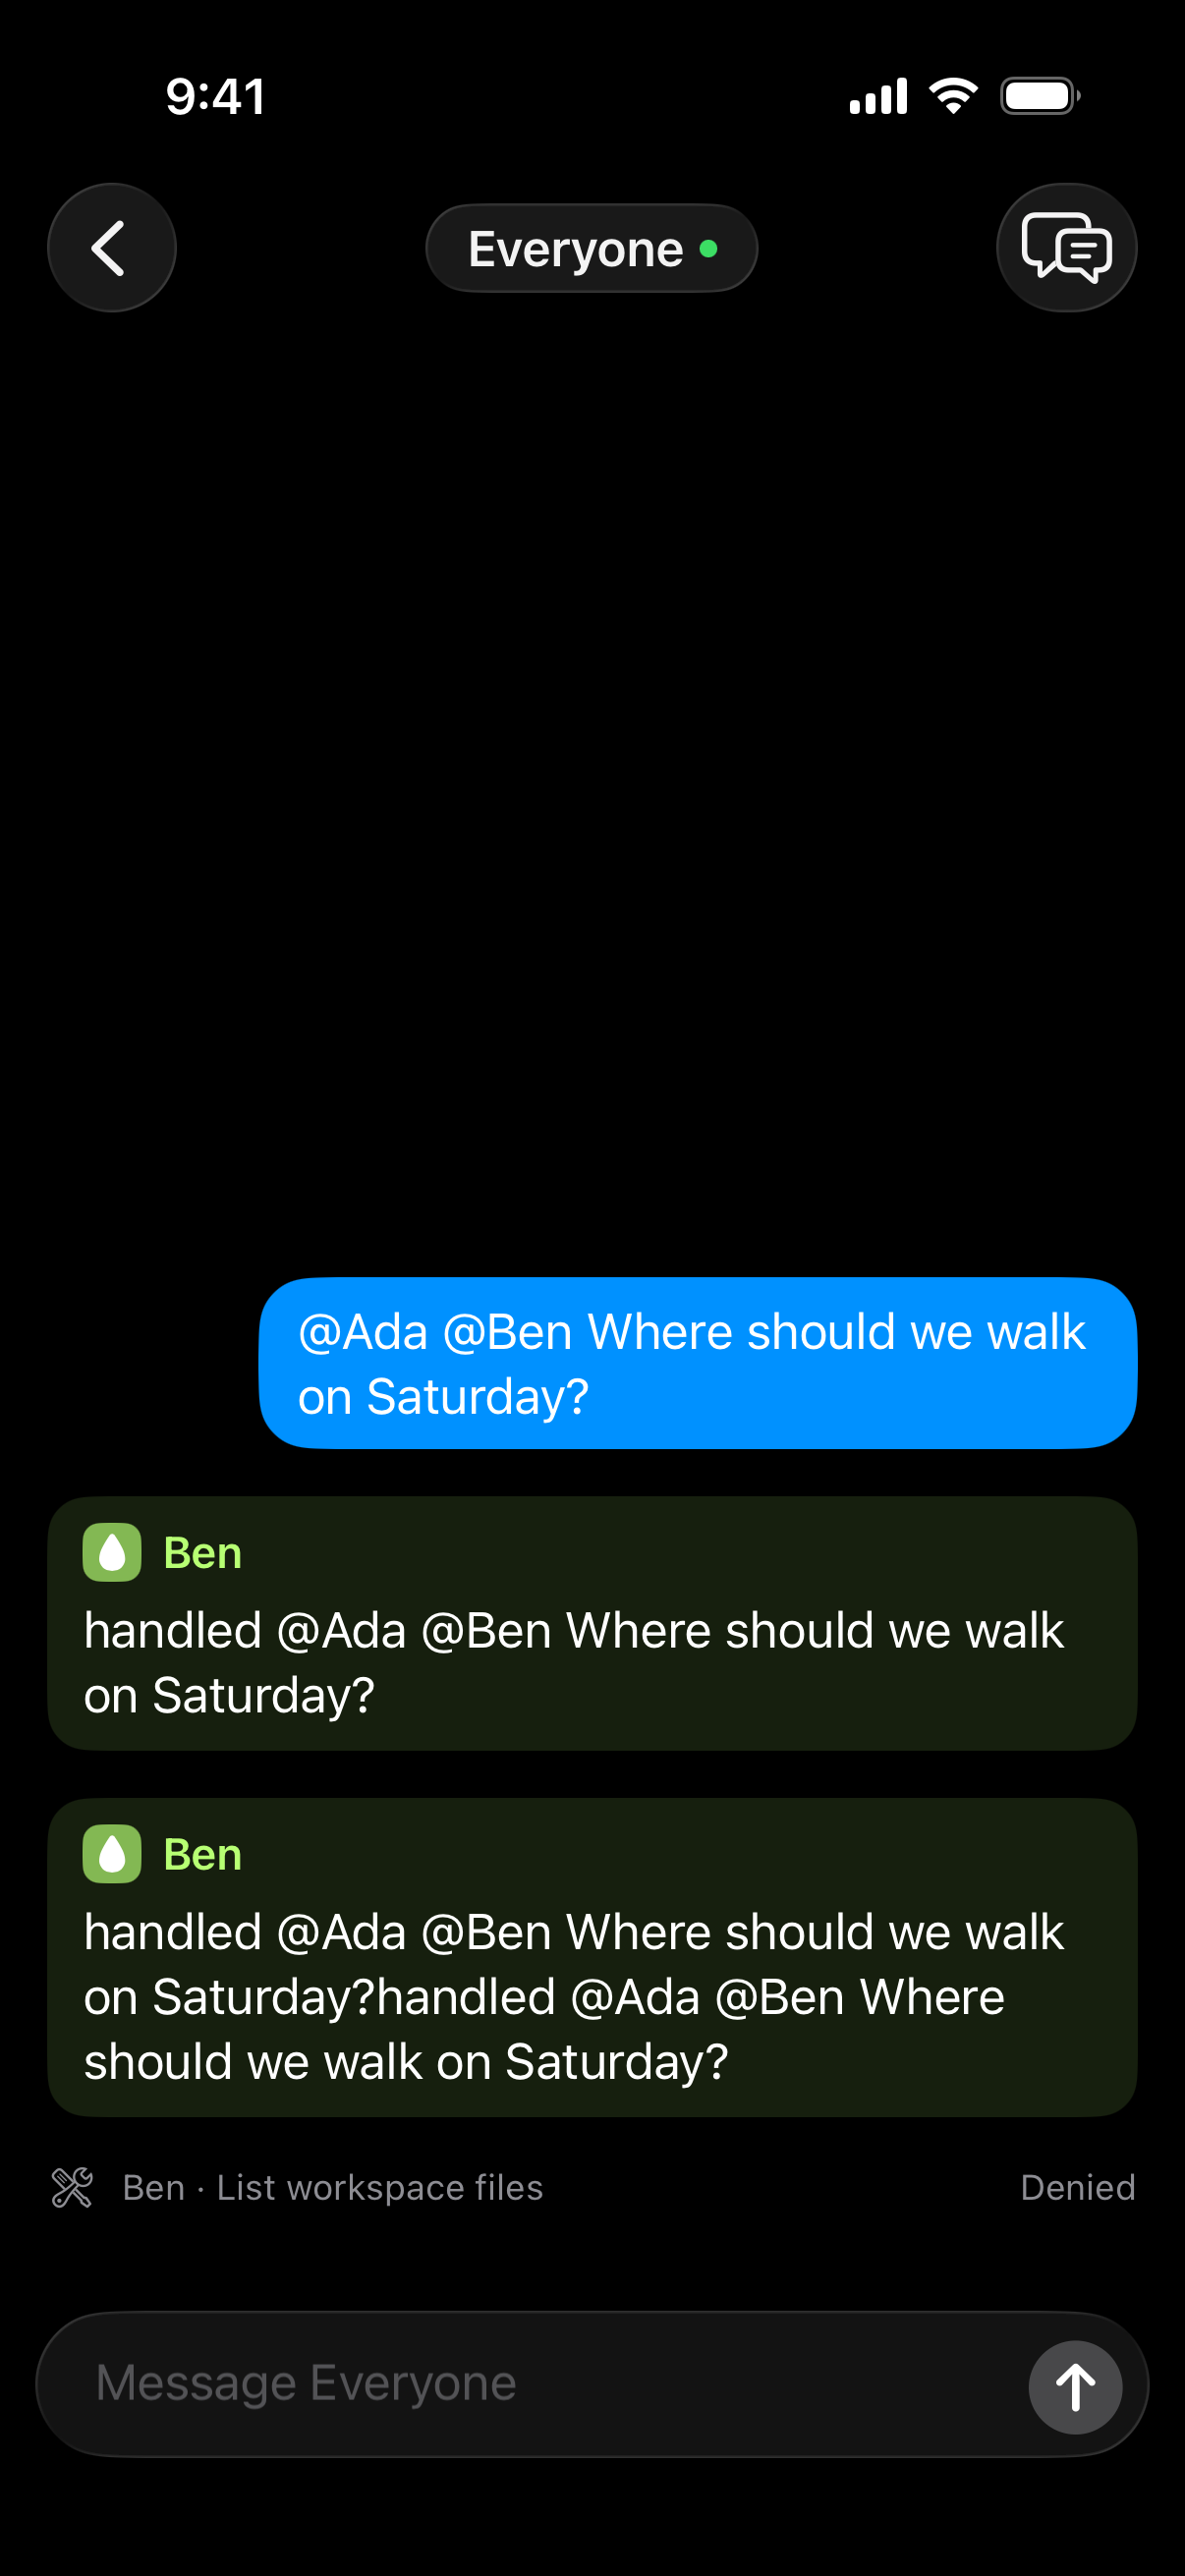 9:41
Everyone
@Ada @Ben Where should we walk
on Saturday?
Ben
handled @Ada @Ben Where should we walk
on Saturday?
Ben
handled @Ada @Ben Where should we walk
on Saturday?handled @Ada @Ben Where
should we walk on Saturday?
Ben · List workspace files Denied
Message Everyone